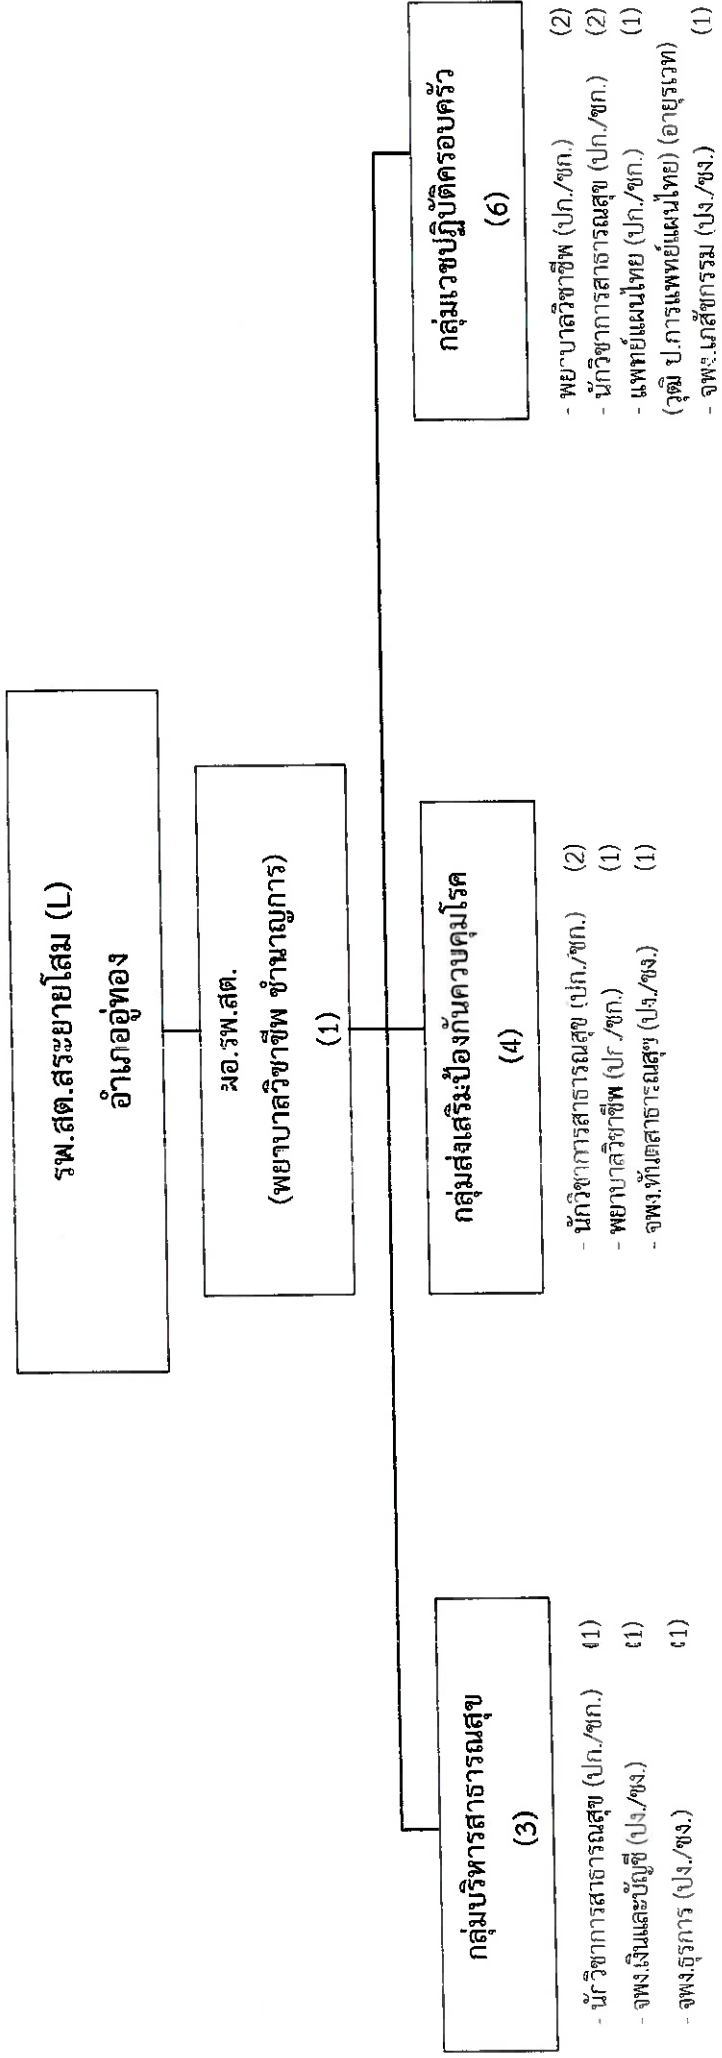 รพ.สต.สระยายโสม (L)
อำเภออู่ทอง
ผอ.รพ.สต.
(พยาบาลวิชาชีพ ชำนาญการ)
(1)
กลุ่มบริหารสาธารณสุข
(3)
- นักวิชาการสาธารณสุข (ปก./ชก.) (1)
- จพง.เงินและบัญชี (ปง./ชง.) (1)
- จพง.ธุรการ (ปง./ชง.) (1)
กลุ่มส่งเสริมป้องกันควบคุมโรค
(4)
- นักวิชาการสาธารณสุข (ปก./ชก.) (2)
- พยาบาลวิชาชีพ (ปก./ชก.) (1)
- จพง.ทันตสาธารณสุข (ปง./ชง.) (1)
กลุ่มเวชปฏิบัติครอบครัว
(6)
- พยาบาลวิชาชีพ (ปก./ชก.) (2)
- นักวิชาการสาธารณสุข (ปก./ชก.) (2)
- แพทย์แผนไทย (ปก./ชก.) (1)
(วุฒิ ป.การแพทย์แผนไทย) (อายุรเวท)
- จพง.เภสัชกรรม (ปง./ชง.) (1)